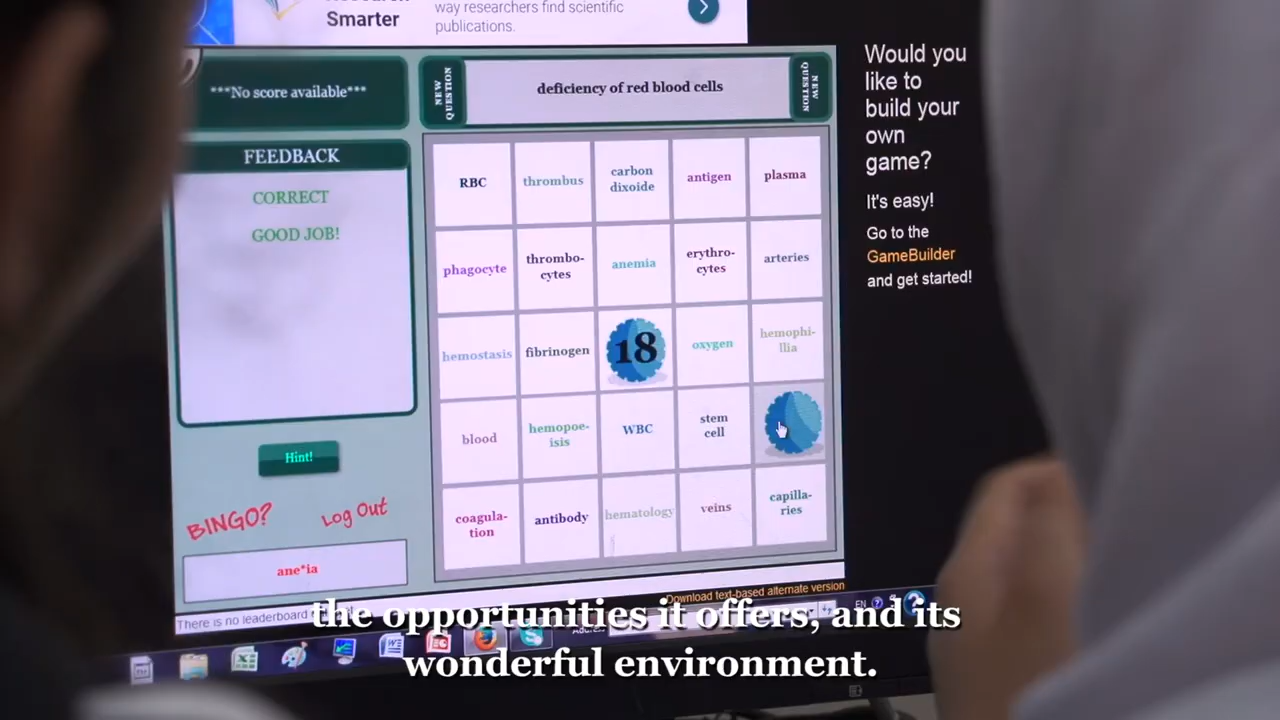 Smarter
way researchers find scientific
publications.
***No score available***
NEW QUESTION
deficiency of red blood cells
NEW QUESTION
FEEDBACK
CORRECT
GOOD JOB!
RBC
thrombus
carbon
dixoide
antigen
plasma
phagocyte
thrombo-
cytes
anemia
erythro-
cytes
arteries
hemostasis
fibrinogen
18
oxygen
hemophi-
llia
blood
hemopoe-
isis
WBC
stem
cell
coagula-
tion
antibody
hematology
veins
capilla-
ries
Hint!
BINGO?
Log Out
ane*ia
There is no leaderboard
Download text-based alternate version
Would you
like to
build your
own
game?
It's easy!
Go to the
GameBuilder
and get started!
EN
the opportunities it offers, and its
wonderful environment.